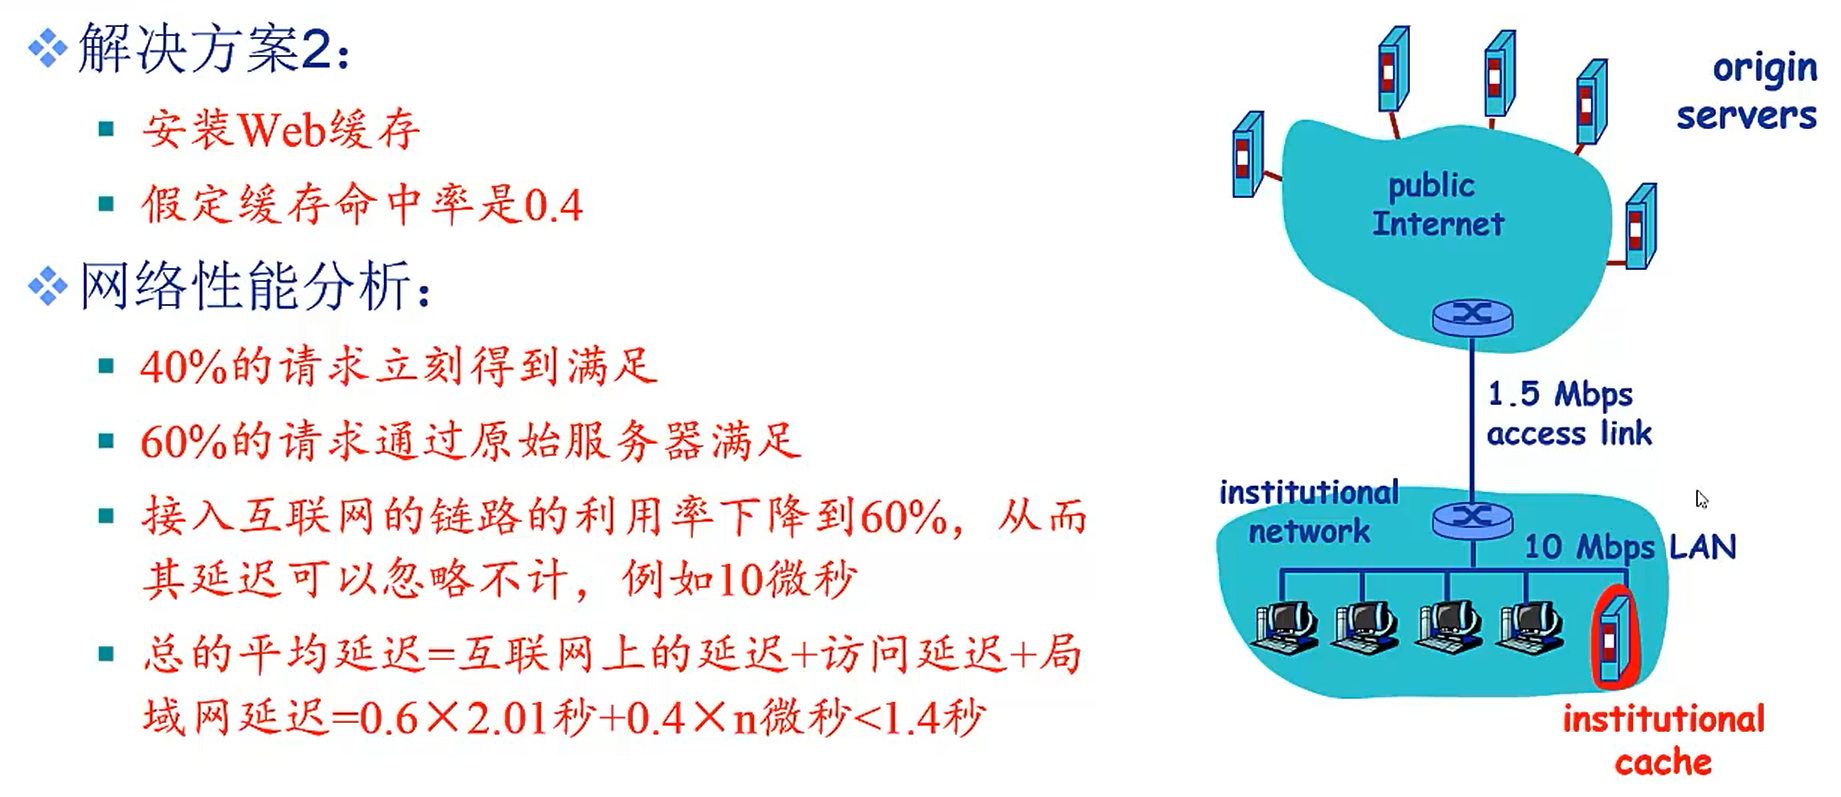 解决方案2：
安装Web缓存
假定缓存命中率是0.4
网络性能分析：
40%的请求立刻得到满足
60%的请求通过原始服务器满足
接入互联网的链路的利用率下降到60%，从而
其延迟可以忽略不计，例如10微秒
总的平均延迟=互联网上的延迟+访问延迟+局
域网延迟=0.6×2.01秒+0.4×n微秒<1.4秒
origin
servers
public
Internet
1.5 Mbps
access link
institutional
network
10 Mbps LAN
institutional
cache